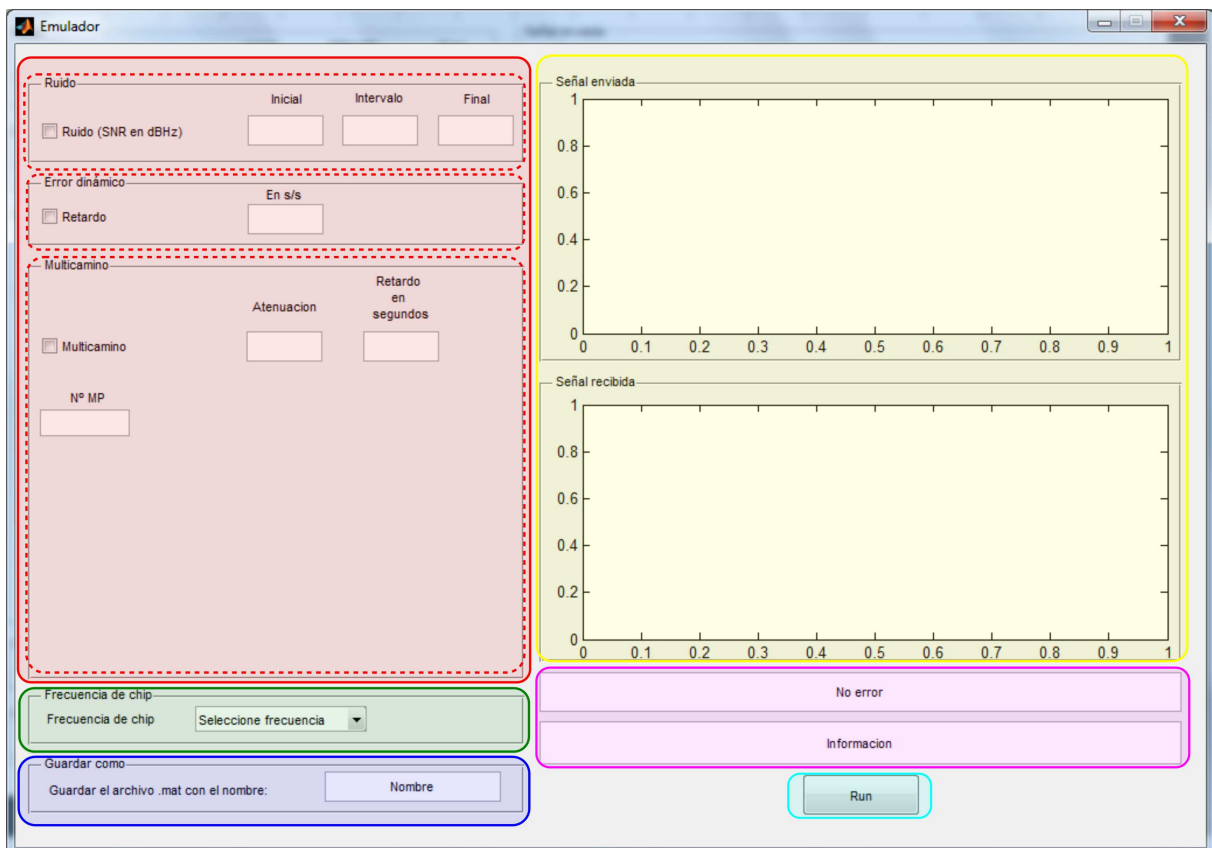 Emulador
Ruido
Inicial Intervalo Final
Ruido (SNR en dBHz)
Error dinámico
En s/s
Retardo
Multicamino
Retardo
en
segundos
Atenuacion
Multicamino
Nº MP
Frecuencia de chip
Frecuencia de chip Seleccione frecuencia
Guardar como
Guardar el archivo .mat con el nombre: Nombre
Señal enviada
1
0.8
0.6
0.4
0.2
0
0 0.1 0.2 0.3 0.4 0.5 0.6 0.7 0.8 0.9 1
Señal recibida
1
0.8
0.6
0.4
0.2
0
0 0.1 0.2 0.3 0.4 0.5 0.6 0.7 0.8 0.9 1
No error
Informacion
Run